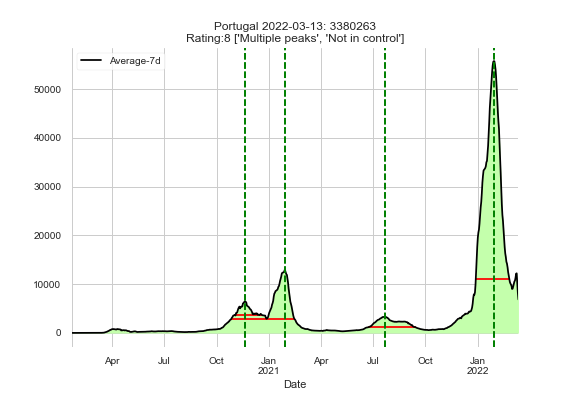 Portugal 2022-03-13: 3380263
Rating:8 ['Multiple peaks', 'Not in control']
Average-7d
50000
40000
30000
20000
10000
0
Apr Jul Oct Jan Apr Jul Oct Jan
2021 2022
Date